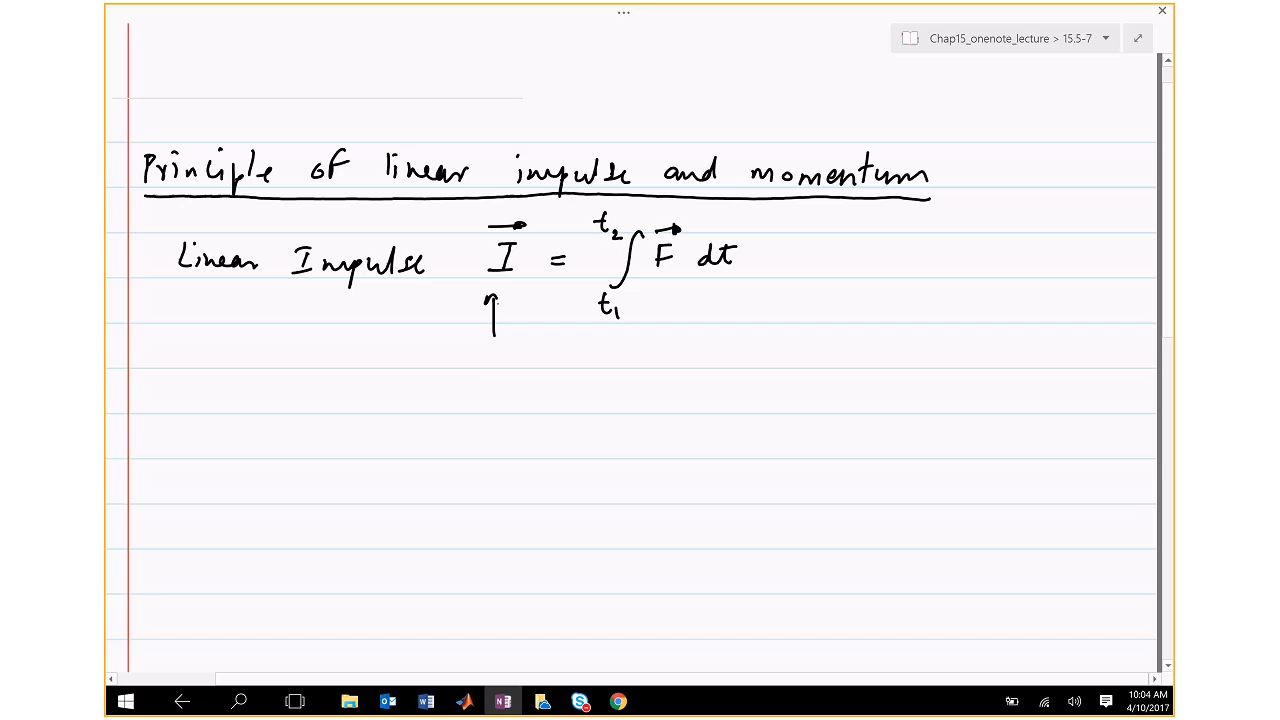 ...
Chap15_onenote_lecture > 15.5-7
Principle of linear impulse and momentum
Linear Impulse I⃗ = ∫_{t₁}^{t₂} F⃗ dt
10:04 AM
4/10/2017